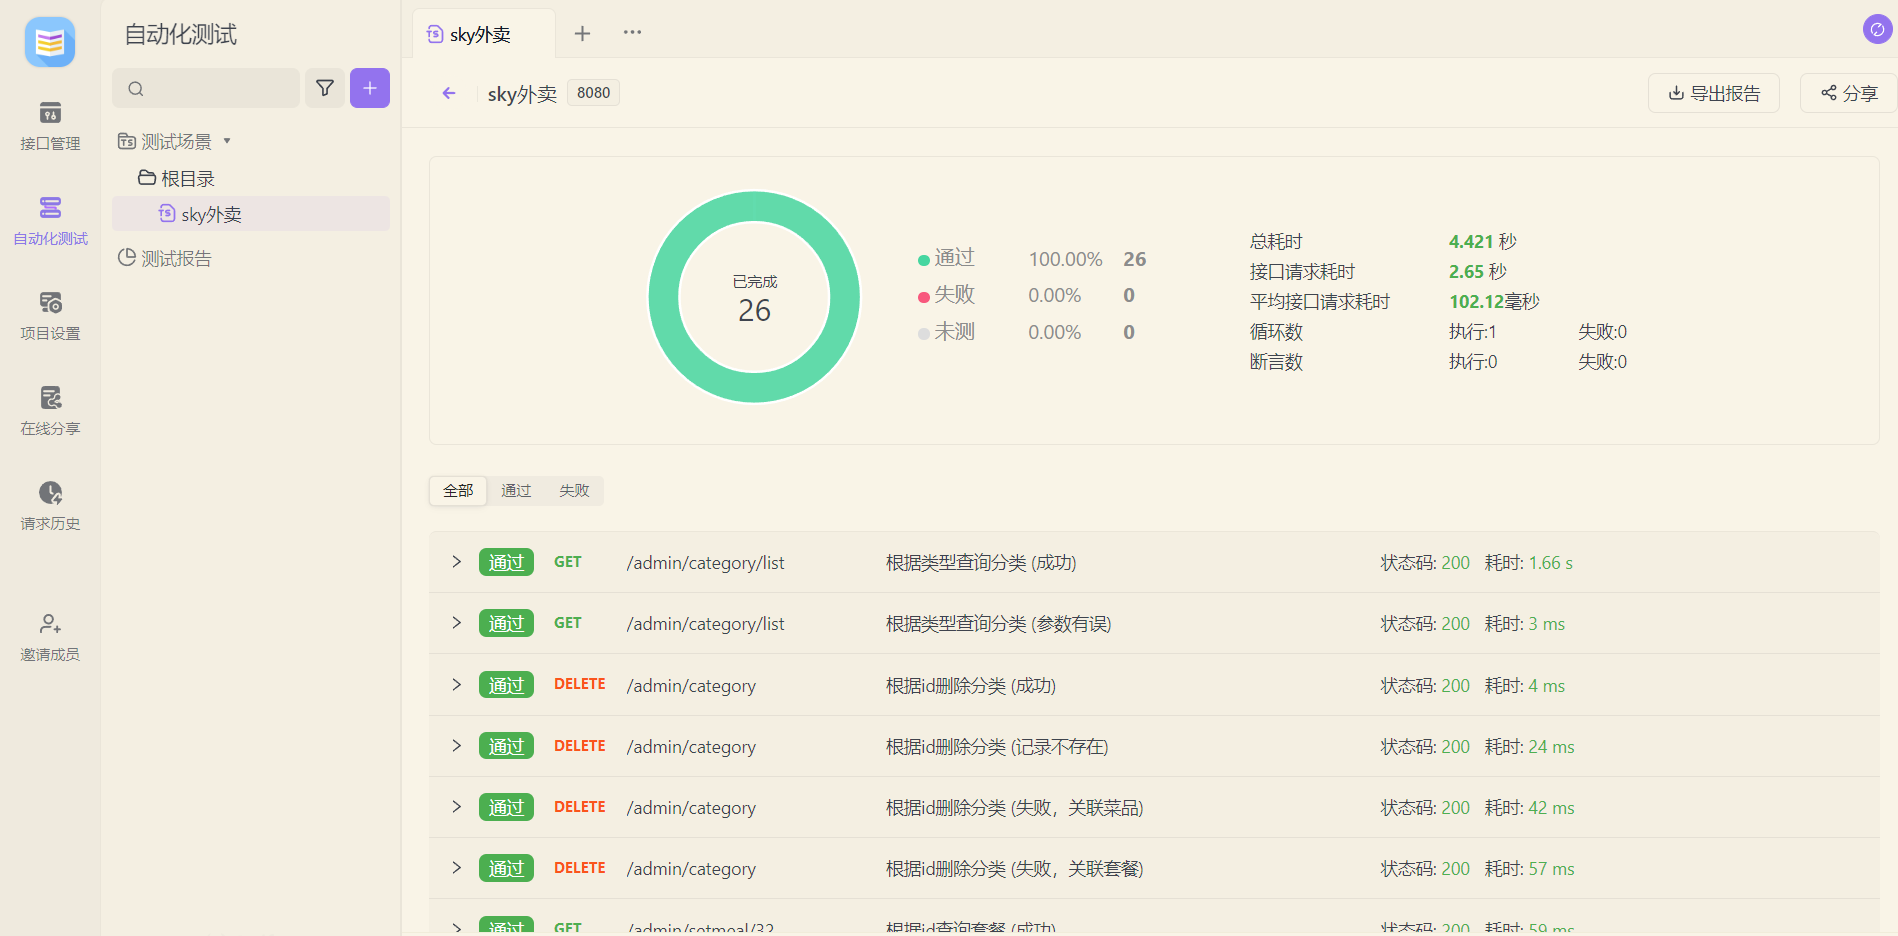 接口管理
自动化测试
项目设置
在线分享
请求历史
邀请成员
自动化测试
测试场景
根目录
sky外卖
测试报告
sky外卖
sky外卖 8080
导出报告
分享
已完成
26
通过 100.00% 26
失败 0.00% 0
未测 0.00% 0
总耗时 4.421 秒
接口请求耗时 2.65 秒
平均接口请求耗时 102.12毫秒
循环数 执行:1 失败:0
断言数 执行:0 失败:0
全部 通过 失败
通过 GET /admin/category/list 根据类型查询分类 (成功) 状态码: 200 耗时: 1.66 s
通过 GET /admin/category/list 根据类型查询分类 (参数有误) 状态码: 200 耗时: 3 ms
通过 DELETE /admin/category 根据id删除分类 (成功) 状态码: 200 耗时: 4 ms
通过 DELETE /admin/category 根据id删除分类 (记录不存在) 状态码: 200 耗时: 24 ms
通过 DELETE /admin/category 根据id删除分类 (失败，关联菜品) 状态码: 200 耗时: 42 ms
通过 DELETE /admin/category 根据id删除分类 (失败，关联套餐) 状态码: 200 耗时: 57 ms
通过 GET /admin/setmeal/32 根据id查询套餐 (成功) 状态码: 200 耗时: 59 ms